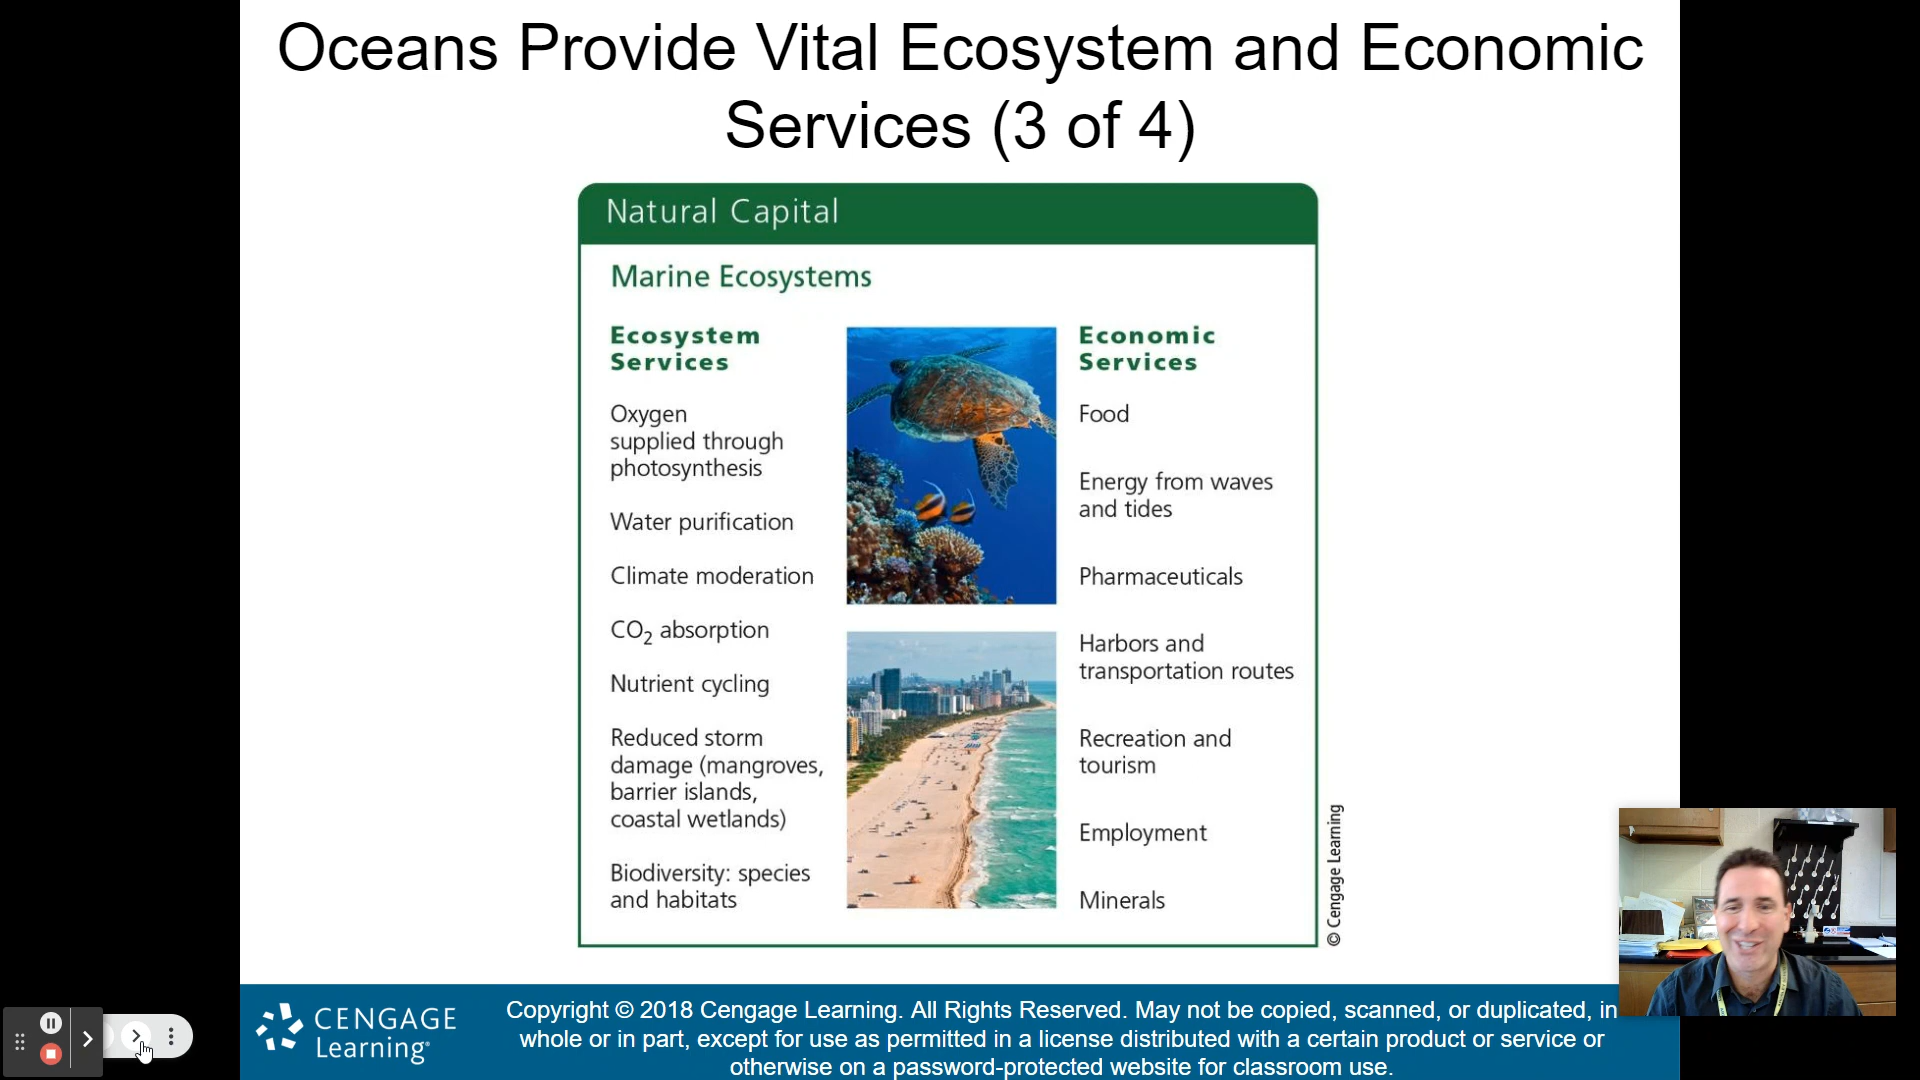 Oceans Provide Vital Ecosystem and Economic
Services (3 of 4)
Natural Capital
Marine Ecosystems
Ecosystem
Services
Oxygen
supplied through
photosynthesis
Water purification
Climate moderation
CO₂ absorption
Nutrient cycling
Reduced storm
damage (mangroves,
barrier islands,
coastal wetlands)
Biodiversity: species
and habitats
Economic
Services
Food
Energy from waves
and tides
Pharmaceuticals
Harbors and
transportation routes
Recreation and
tourism
Employment
Minerals
© Cengage Learning
CENGAGE
Learning®
Copyright © 2018 Cengage Learning. All Rights Reserved. May not be copied, scanned, or duplicated, in
whole or in part, except for use as permitted in a license distributed with a certain product or service or
otherwise on a password-protected website for classroom use.